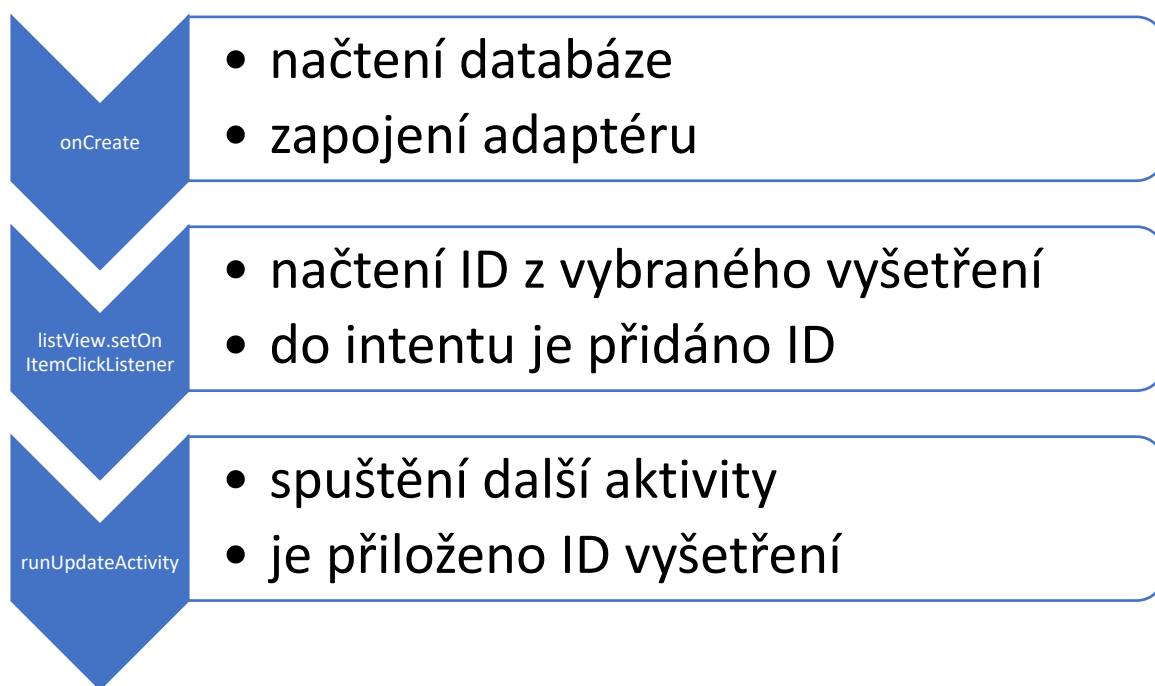 onCreate
• načtení databáze
• zapojení adaptéru
listView.setOn
ItemClickListener
• načtení ID z vybraného vyšetření
• do intentu je přidáno ID
runUpdateActivity
• spuštění další aktivity
• je přiloženo ID vyšetření